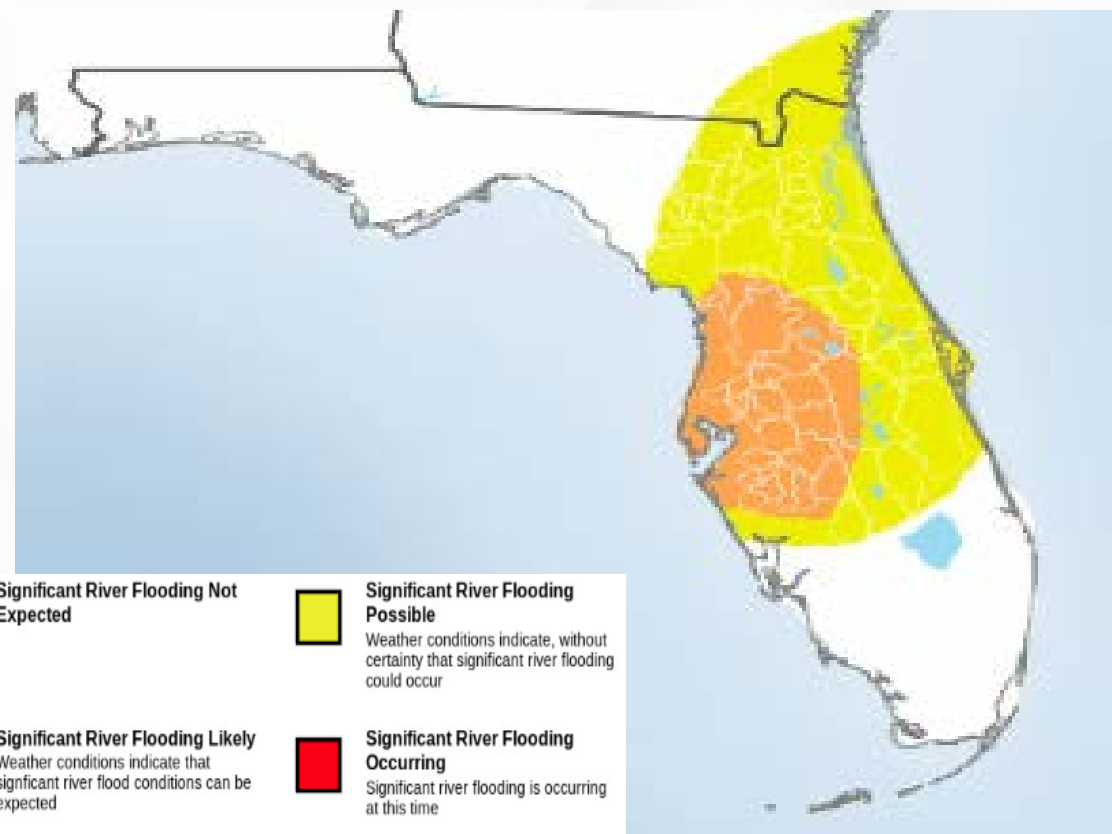 Significant River Flooding Not
Expected
Significant River Flooding
Possible
Weather conditions indicate, without
certainty that significant river flooding
could occur
Significant River Flooding Likely
Weather conditions indicate that
signficant river flood conditions can be
expected
Significant River Flooding
Occurring
Significant river flooding is occurring
at this time